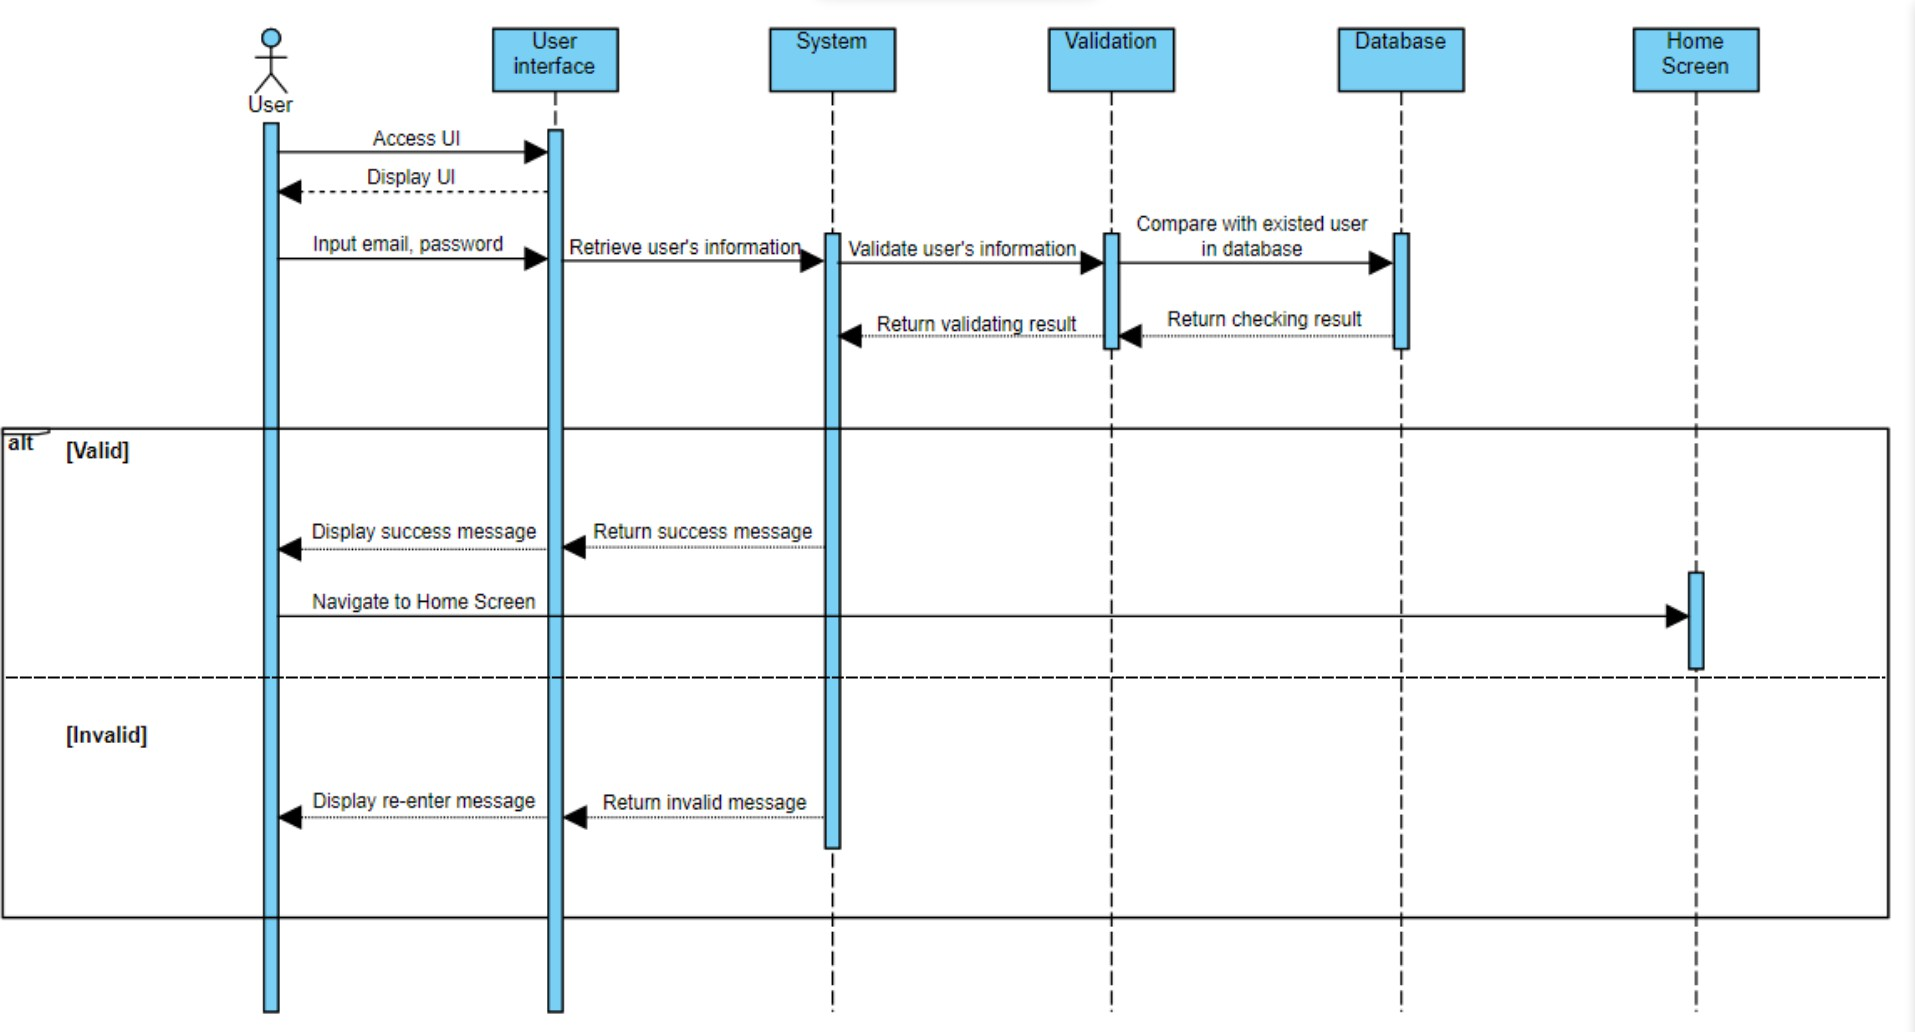 User
User
interface
System
Validation
Database
Home
Screen
Access UI
Display UI
Input email, password
Retrieve user's information
Validate user's information
Compare with existed user
in database
Return validating result
Return checking result
alt
[Valid]
Display success message
Return success message
Navigate to Home Screen
[Invalid]
Display re-enter message
Return invalid message